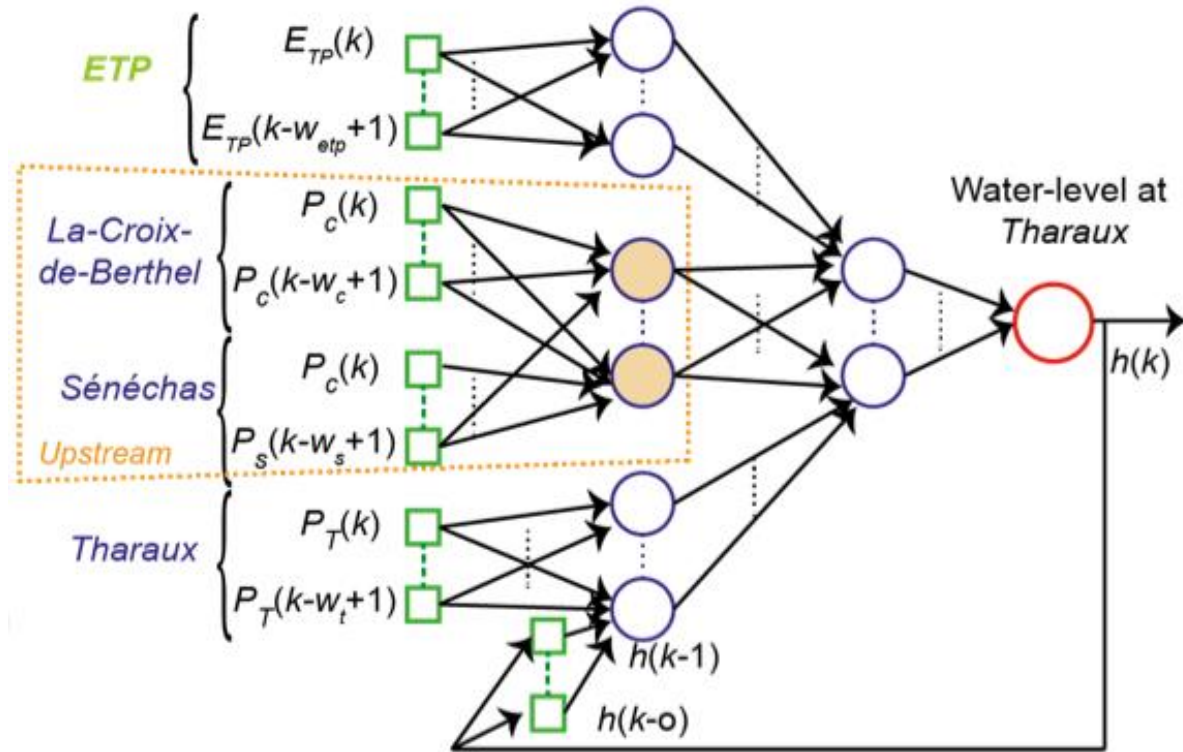 ETP
E_TP(k)
E_TP(k-w_etp+1)
La-Croix-
de-Berthel
P_C(k)
P_C(k-w_c+1)
Sénéchas
P_C(k)
P_S(k-w_s+1)
Upstream
Tharaux
P_T(k)
P_T(k-w_t+1)
h(k-1)
h(k-o)
Water-level at
Tharaux
h(k)